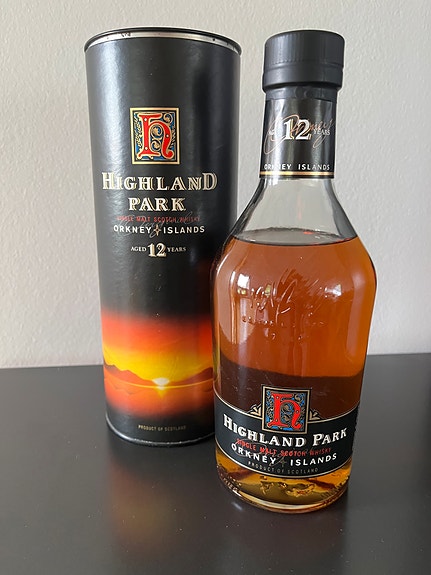 H
HIGHLAND
PARK
SINGLE MALT SCOTCH WHISKY
ORKNEY ISLANDS
AGED 12 YEARS
PRODUCT OF SCOTLAND
12 YEARS
ORKNEY ISLANDS
H
HIGHLAND PARK
SINGLE MALT SCOTCH WHISKY
ORKNEY ISLANDS
PRODUCT OF SCOTLAND